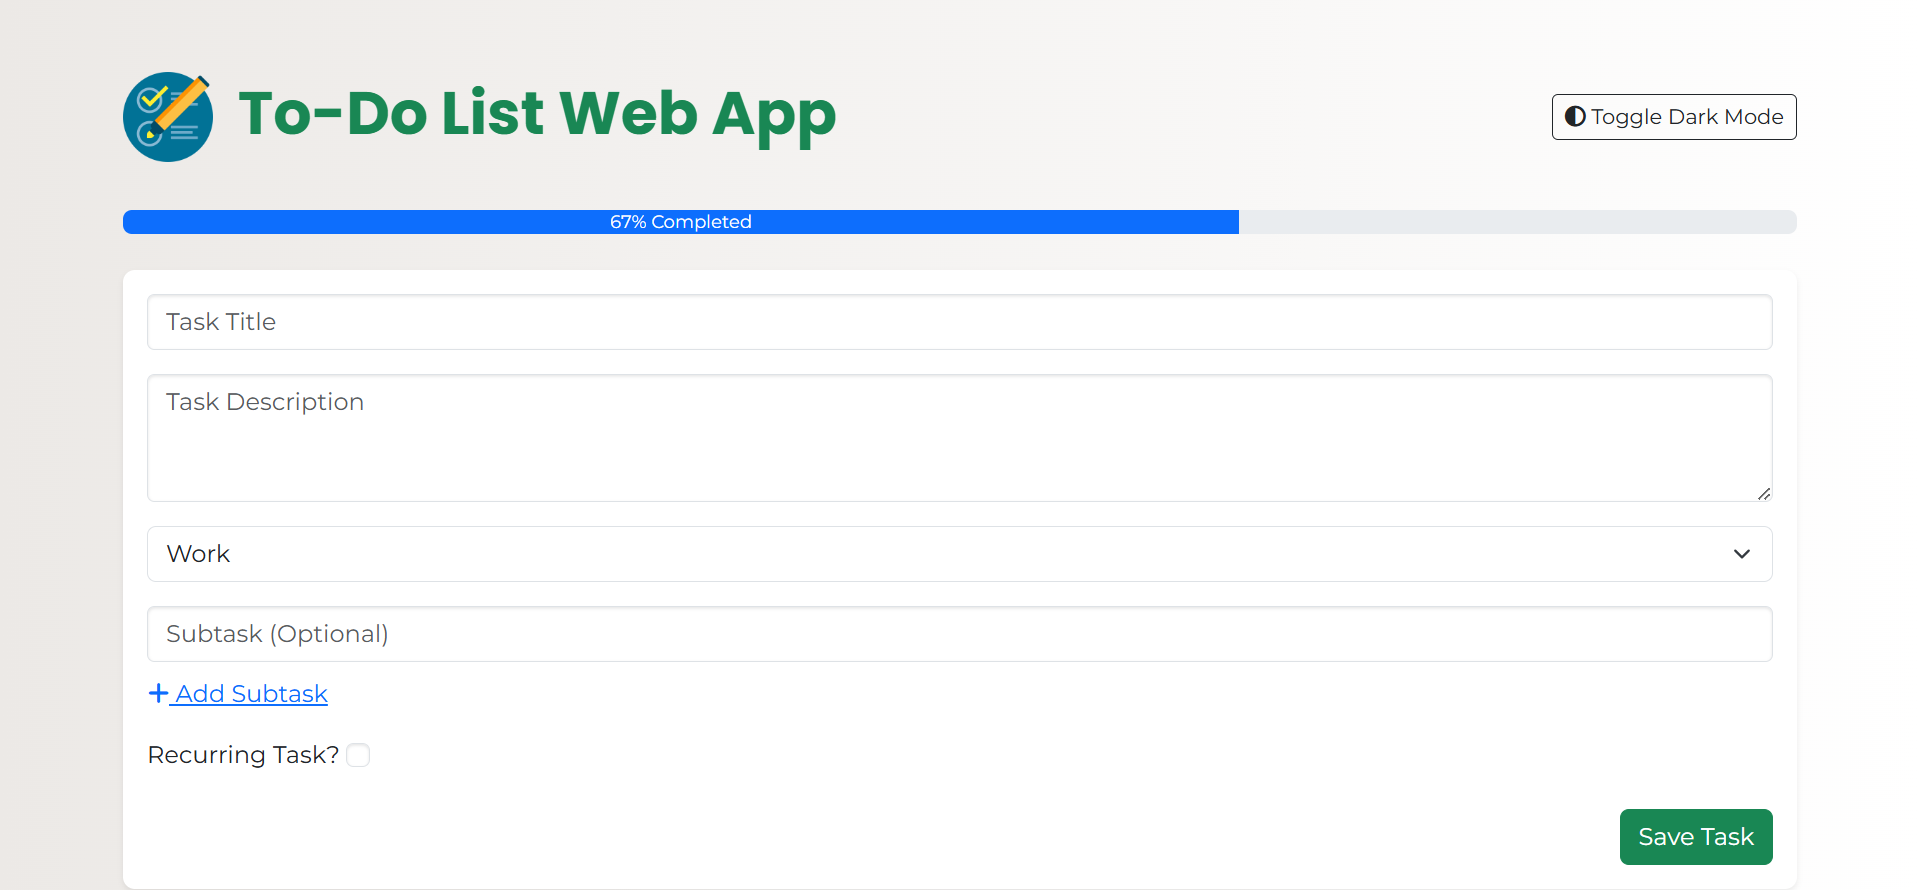 To-Do List Web App
Toggle Dark Mode
67% Completed
Task Title
Task Description
Work
Subtask (Optional)
Add Subtask
Recurring Task?
Save Task